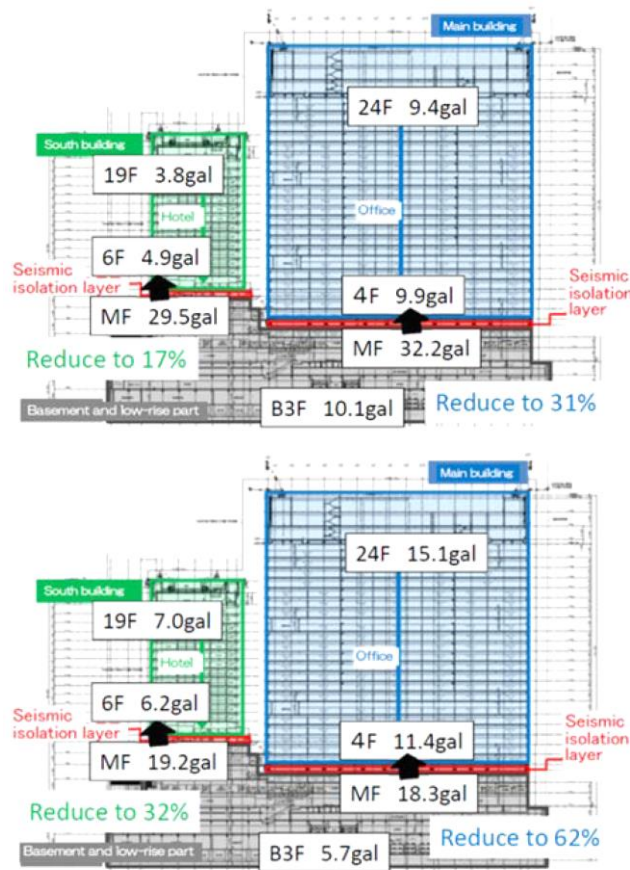 Main building
24F 9.4gal
South building
19F 3.8gal
Hotel
Office
6F 4.9gal
Seismic
isolation layer
4F 9.9gal
Seismic
isolation
layer
MF 29.5gal
MF 32.2gal
Reduce to 17%
Reduce to 31%
B3F 10.1gal
Basement and low-rise part
Main building
24F 15.1gal
South building
19F 7.0gal
Hotel
Office
6F 6.2gal
Seismic
isolation layer
4F 11.4gal
Seismic
isolation
layer
MF 19.2gal
MF 18.3gal
Reduce to 32%
Reduce to 62%
B3F 5.7gal
Basement and low-rise part